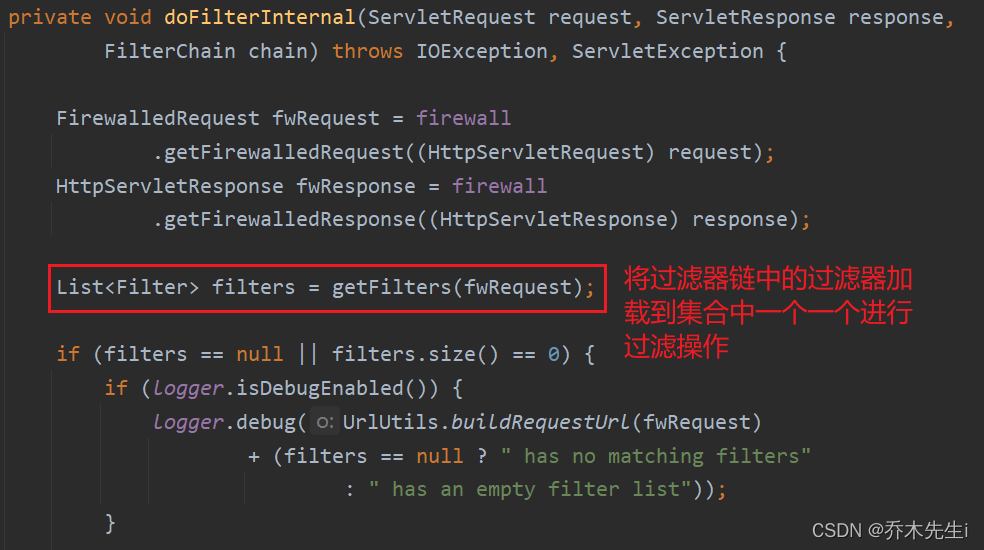 private void doFilterInternal(ServletRequest request, ServletResponse response,
FilterChain chain) throws IOException, ServletException {
FirewalledRequest fwRequest = firewall
.getFirewalledRequest((HttpServletRequest) request);
HttpServletResponse fwResponse = firewall
.getFirewalledResponse((HttpServletResponse) response);
List<Filter> filters = getFilters(fwRequest);
将过滤器链中的过滤器加
载到集合中一个一个进行
过滤操作
if (filters == null || filters.size() == 0) {
if (logger.isDebugEnabled()) {
logger.debug( o: UrlUtils.buildRequestUrl(fwRequest)
+ (filters == null ? " has no matching filters"
: " has an empty filter list"));
}
CSDN @乔木先生i